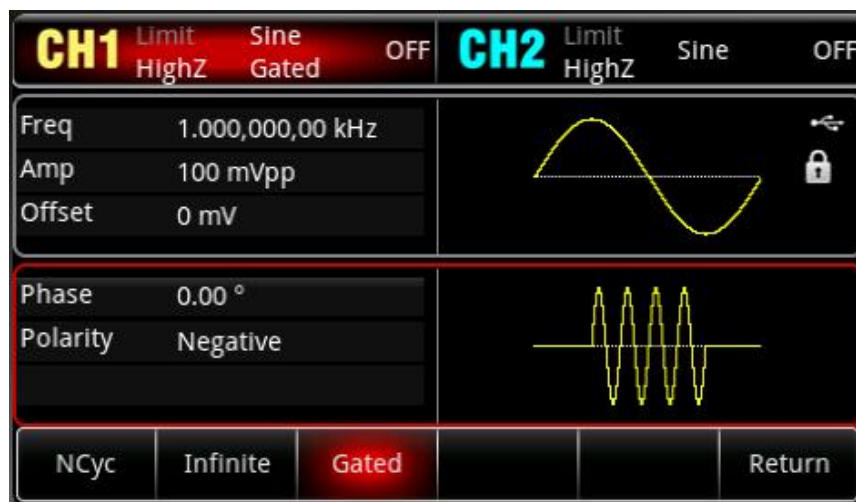 CH1 Limit Sine OFF CH2 Limit Sine OFF
HighZ Gated HighZ
Freq 1.000,000,00 kHz
Amp 100 mVpp
Offset 0 mV
Phase 0.00 °
Polarity Negative
NCyc Infinite Gated Return